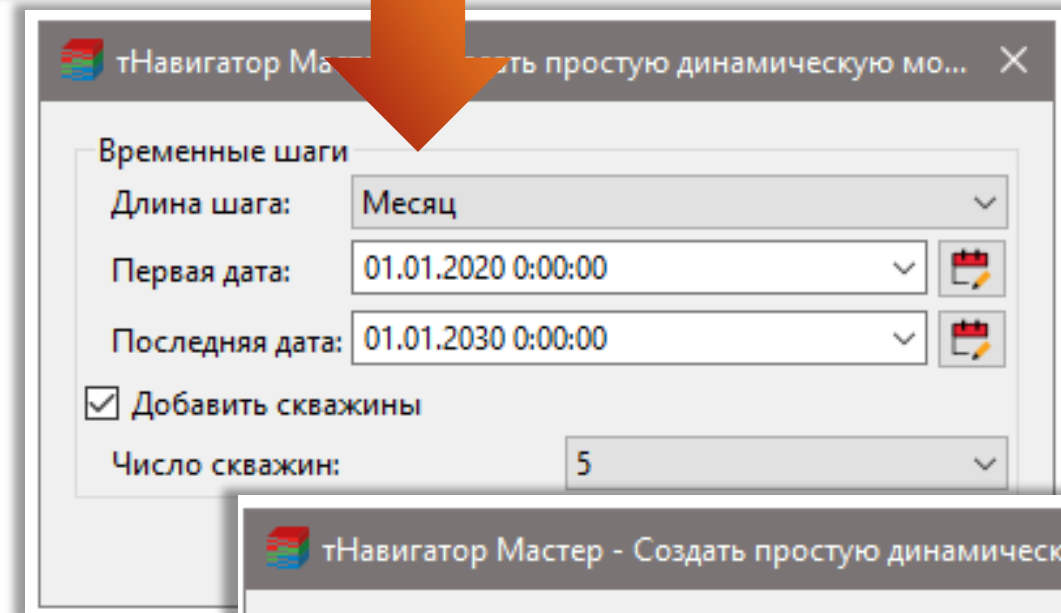 тНавигатор Ма ть простую динамическую мо...
Временные шаги
Длина шага: Месяц
Первая дата: 01.01.2020 0:00:00
Последняя дата: 01.01.2030 0:00:00
Добавить скважины
Число скважин: 5
тНавигатор Мастер - Создать простую динамическ